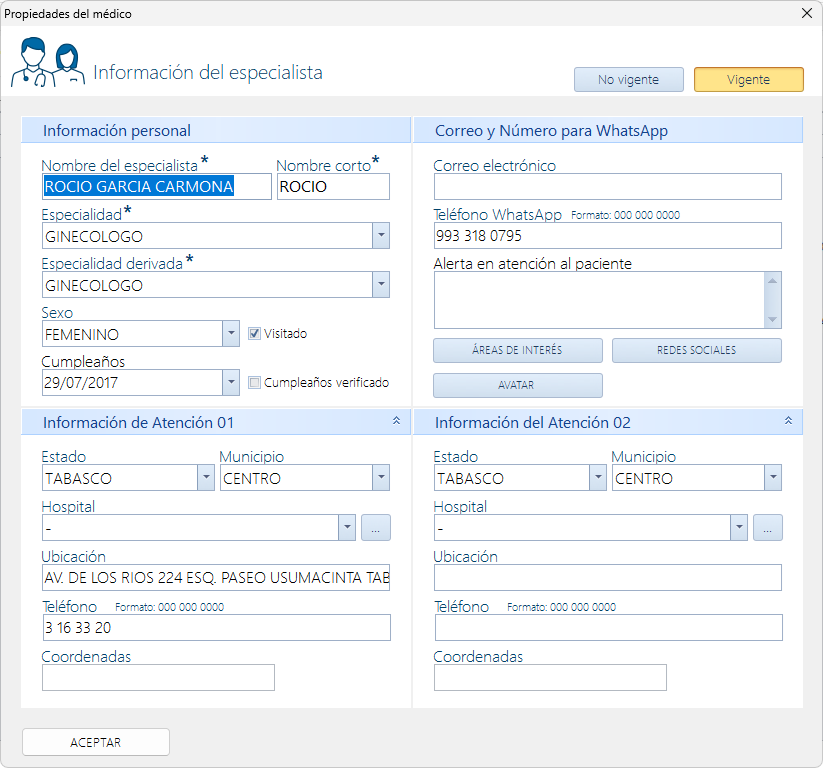 Propiedades del médico
Información del especialista
No vigente
Vigente
Información personal
Nombre del especialista*
Nombre corto*
ROCIO GARCIA CARMONA
ROCIO
Especialidad*
GINECOLOGO
Especialidad derivada*
GINECOLOGO
Sexo
FEMENINO
Visitado
Cumpleaños
29/07/2017
Cumpleaños verificado
Correo y Número para WhatsApp
Correo electrónico
Teléfono WhatsApp Formato: 000 000 0000
993 318 0795
Alerta en atención al paciente
ÁREAS DE INTERÉS
REDES SOCIALES
AVATAR
Información de Atención 01
Estado
Municipio
TABASCO
CENTRO
Hospital
-
...
Ubicación
AV. DE LOS RIOS 224 ESQ. PASEO USUMACINTA TAB
Teléfono Formato: 000 000 0000
3 16 33 20
Coordenadas
Información del Atención 02
Estado
Municipio
TABASCO
CENTRO
Hospital
-
...
Ubicación
Teléfono Formato: 000 000 0000
Coordenadas
ACEPTAR